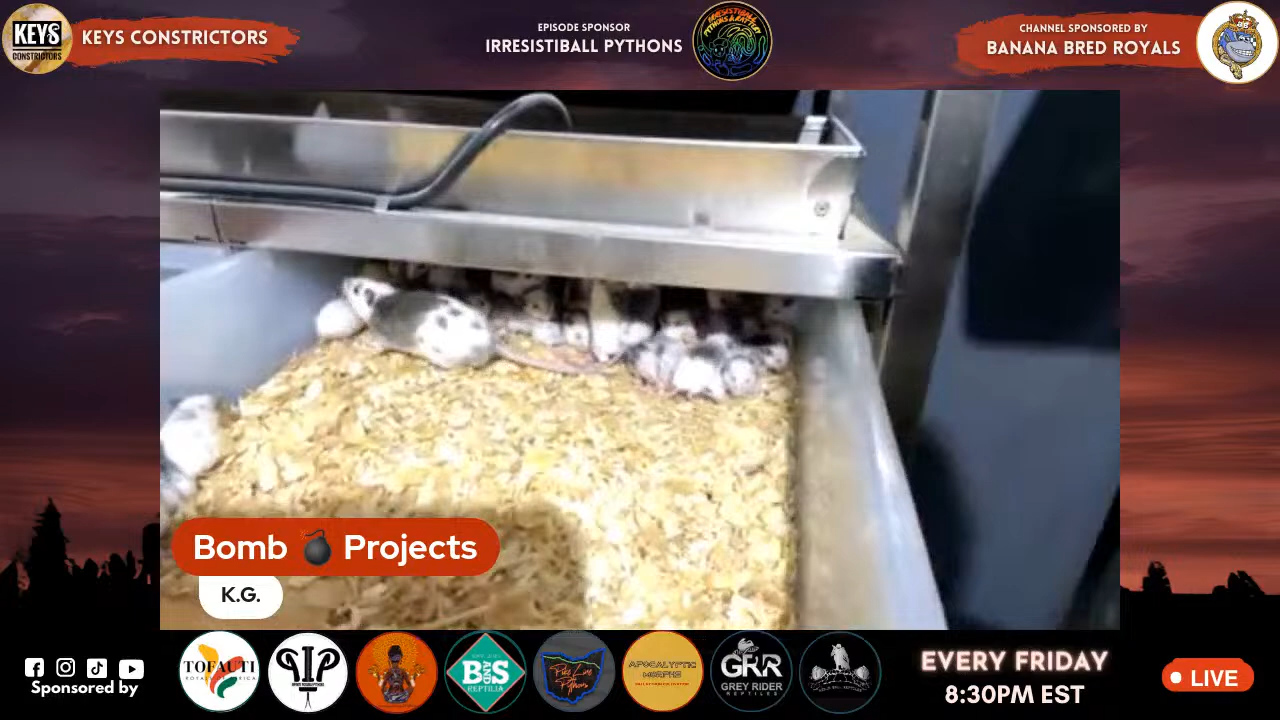 KEYS
CONSTRICTORS
KEYS CONSTRICTORS
EPISODE SPONSOR
IRRESISTIBALL PYTHONS
CHANNEL SPONSORED BY
BANANA BRED ROYALS
Bomb 💣 Projects
K.G.
Sponsored by
TOFAUTI
APOCALYPTIC
MORPHS
GRR
GREY RIDER
REPTILES
EVERY FRIDAY
8:30PM EST
LIVE